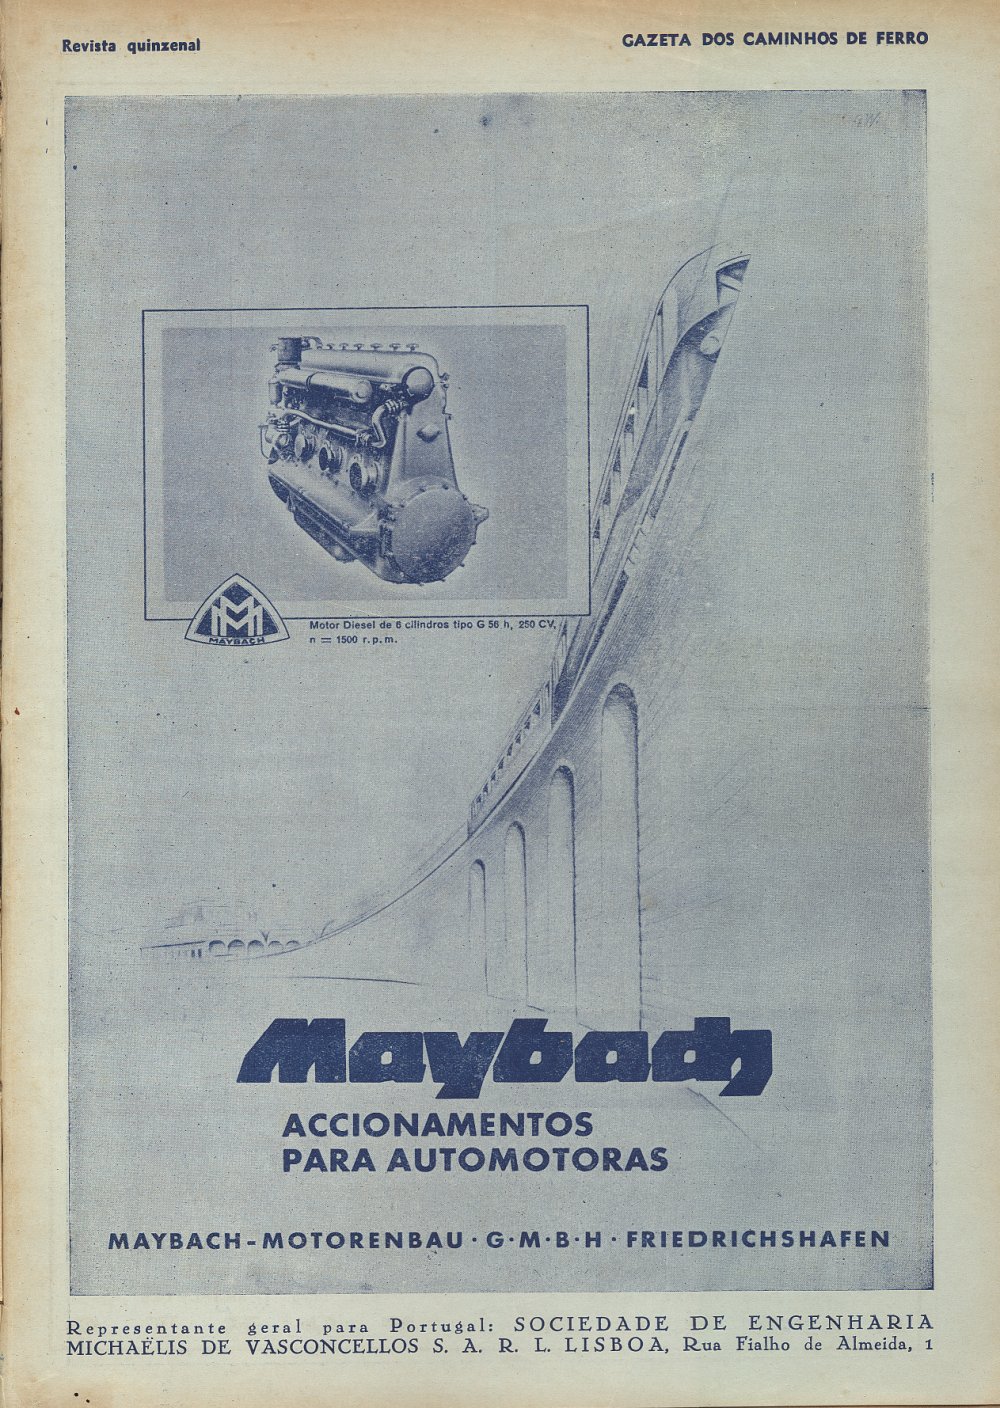 Revista quinzenal
GAZETA DOS CAMINHOS DE FERRO
MM
MAYBACH
Motor Diesel de 6 cilindros tipo G 56 h, 250 CV,
n = 1500 r. p. m.
Maybach
ACCIONAMENTOS
PARA AUTOMOTORAS
MAYBACH-MOTORENBAU · G·M·B·H · FRIEDRICHSHAFEN
Representante geral para Portugal: SOCIEDADE DE ENGENHARIA
MICHAËLIS DE VASCONCELLOS S. A. R. L. LISBOA, Rua Fialho de Almeida, 1